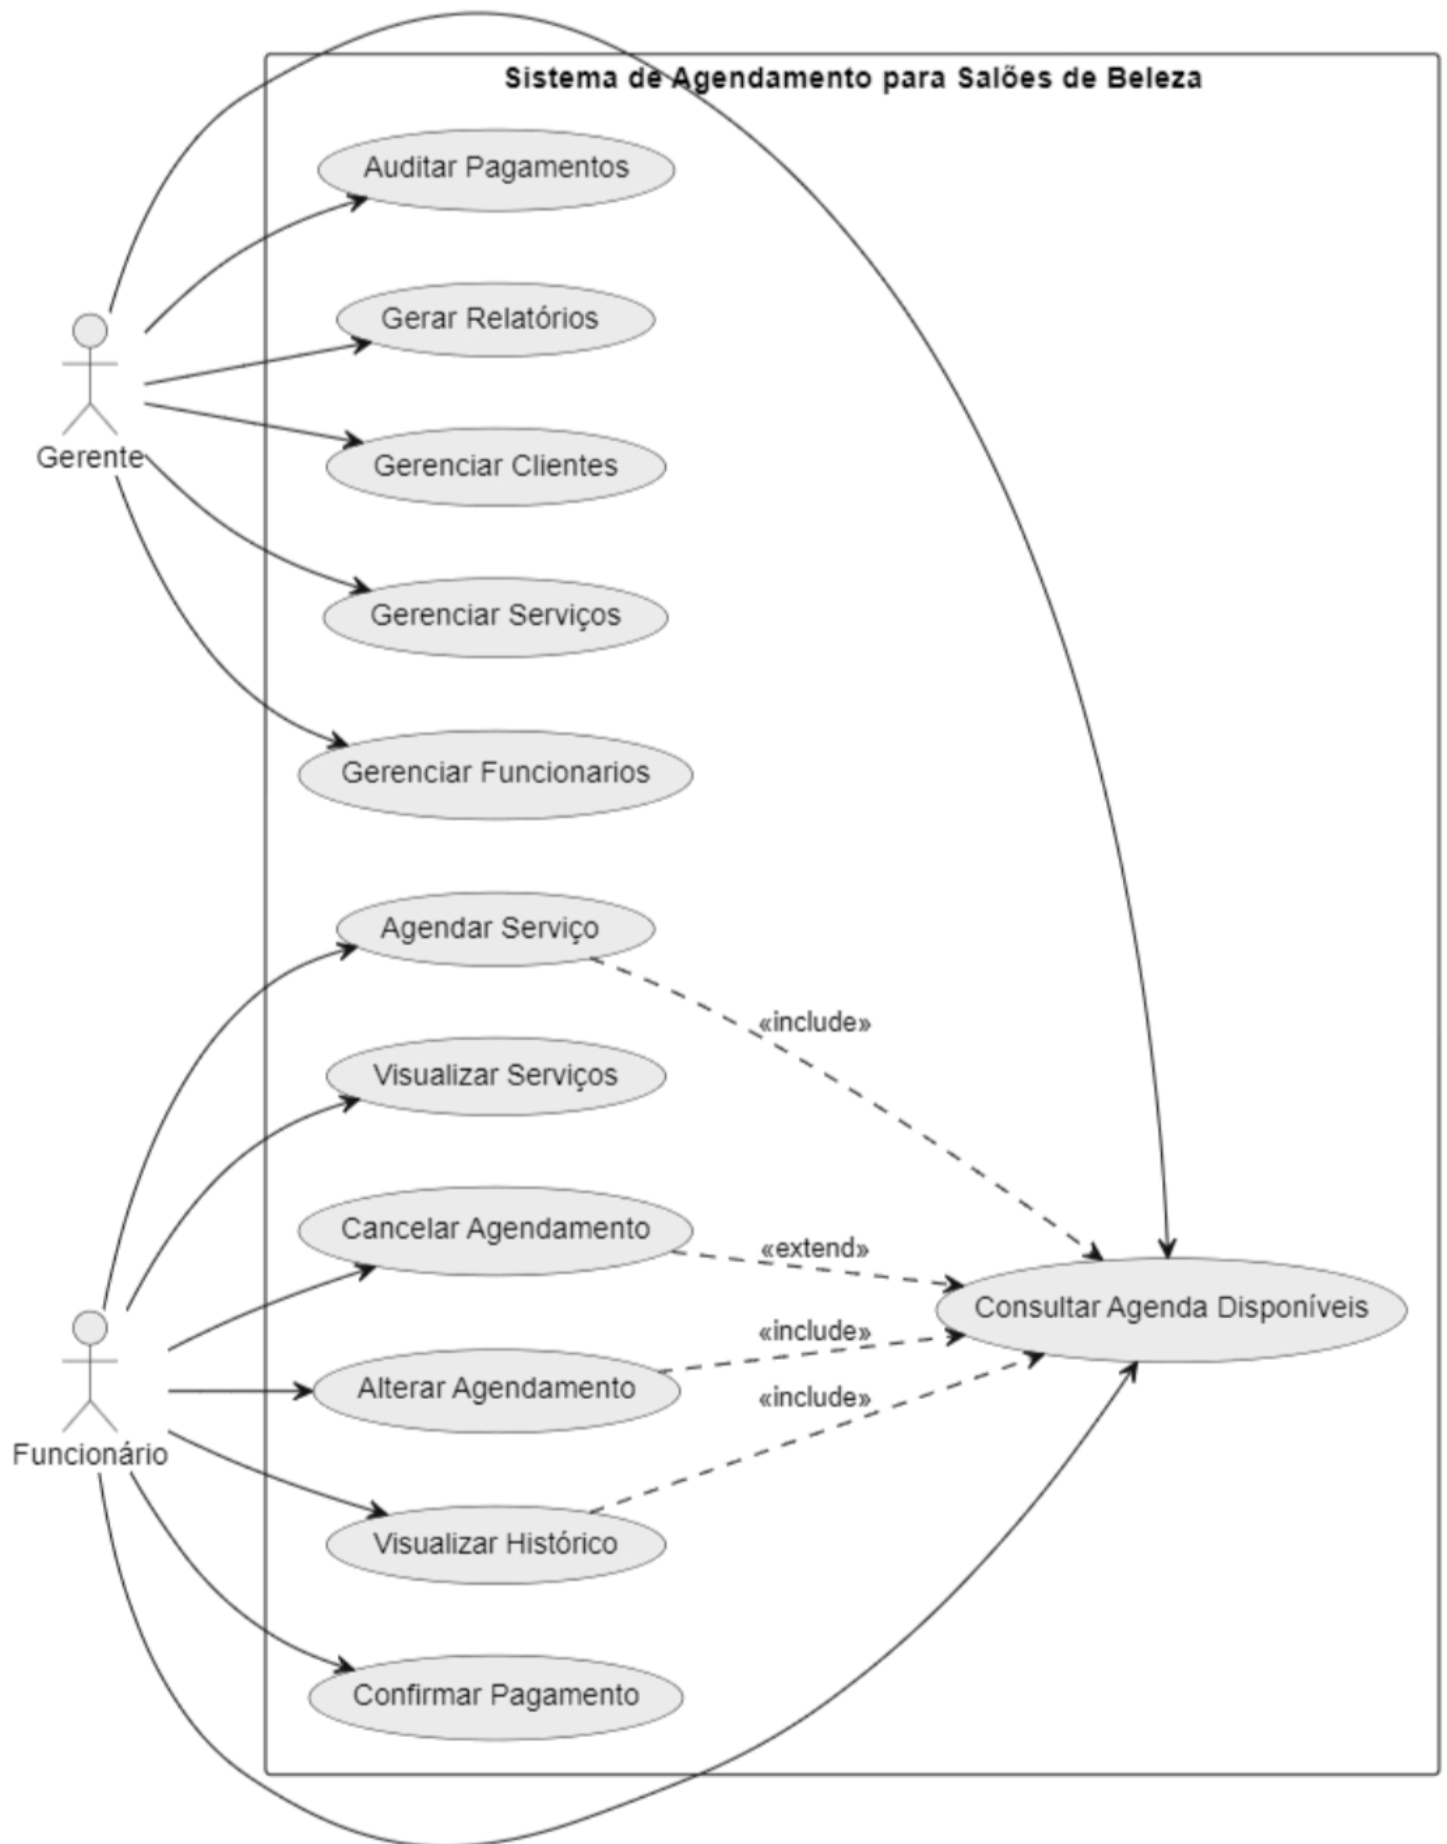 Sistema de Agendamento para Salões de Beleza
Auditar Pagamentos
Gerar Relatórios
Gerente
Gerenciar Clientes
Gerenciar Serviços
Gerenciar Funcionarios
Agendar Serviço
«include»
Visualizar Serviços
Cancelar Agendamento
«extend»
Consultar Agenda Disponíveis
«include»
Alterar Agendamento
«include»
Funcionário
Visualizar Histórico
Confirmar Pagamento